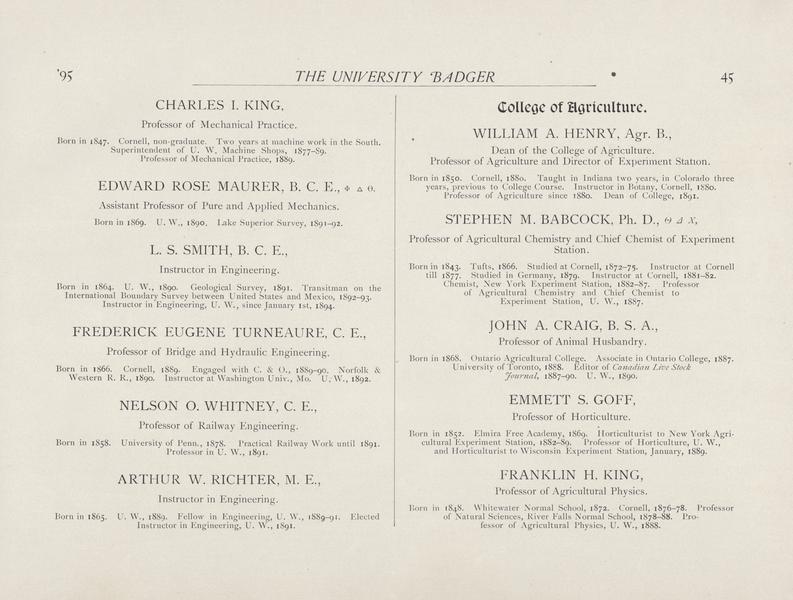 '95
THE UNIVERSITY BADGER
45
CHARLES I. KING,
Professor of Mechanical Practice.
Born in 1847. Cornell, non-graduate. Two years at machine work in the South.
Superintendent of U. W. Machine Shops, 1877-89.
Professor of Mechanical Practice, 1889.
EDWARD ROSE MAURER, B. C. E., Φ Δ Θ.
Assistant Professor of Pure and Applied Mechanics.
Born in 1869. U. W., 1890. Lake Superior Survey, 1891-92.
L. S. SMITH, B. C. E.,
Instructor in Engineering.
Born in 1864. U. W., 1890. Geological Survey, 1891. Transitman on the
International Boundary Survey between United States and Mexico, 1892-93.
Instructor in Engineering, U. W., since January 1st, 1894.
FREDERICK EUGENE TURNEAURE, C. E.,
Professor of Bridge and Hydraulic Engineering.
Born in 1866. Cornell, 1889. Engaged with C. & O., 1889-90. Norfolk &
Western R. R., 1890. Instructor at Washington Univ., Mo. U. W., 1892.
NELSON O. WHITNEY, C. E.,
Professor of Railway Engineering.
Born in 1858. University of Penn., 1878. Practical Railway Work until 1891.
Professor in U. W., 1891.
ARTHUR W. RICHTER, M. E.,
Instructor in Engineering.
Born in 1865. U. W., 1889. Fellow in Engineering, U. W., 1889-91. Elected
Instructor in Engineering, U. W., 1891.
College of Agriculture.
WILLIAM A. HENRY, Agr. B.,
Dean of the College of Agriculture.
Professor of Agriculture and Director of Experiment Station.
Born in 1850. Cornell, 1880. Taught in Indiana two years, in Colorado three
years, previous to College Course. Instructor in Botany, Cornell, 1880.
Professor of Agriculture since 1880. Dean of College, 1891.
STEPHEN M. BABCOCK, Ph. D., Θ Δ X,
Professor of Agricultural Chemistry and Chief Chemist of Experiment
Station.
Born in 1843. Tufts, 1866. Studied at Cornell, 1872-75. Instructor at Cornell
till 1877. Studied in Germany, 1879. Instructor at Cornell, 1881-82.
Chemist, New York Experiment Station, 1882-87. Professor
of Agricultural Chemistry and Chief Chemist to
Experiment Station, U. W., 1887.
JOHN A. CRAIG, B. S. A.,
Professor of Animal Husbandry.
Born in 1868. Ontario Agricultural College. Associate in Ontario College, 1887.
University of Toronto, 1888. Editor of Canadian Live Stock
Journal, 1887-90. U. W., 1890.
EMMETT S. GOFF,
Professor of Horticulture.
Born in 1852. Elmira Free Academy, 1869. Horticulturist to New York Agri-
cultural Experiment Station, 1882-89. Professor of Horticulture, U. W.,
and Horticulturist to Wisconsin Experiment Station, January, 1889.
FRANKLIN H. KING,
Professor of Agricultural Physics.
Born in 1848. Whitewater Normal School, 1872. Cornell, 1876-78. Professor
of Natural Sciences, River Falls Normal School, 1878-88. Pro-
fessor of Agricultural Physics, U. W., 1888.